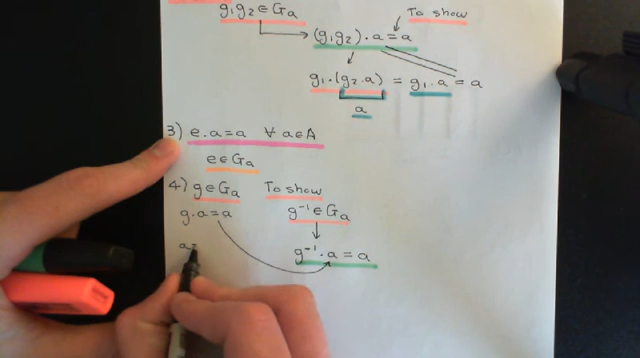 g₁g₂ ∈ Gₐ To show
(g₁g₂)·a = a
g₁·(g₂·a) = g₁·a = a
a
3) e·a = a ∀ a ∈ A
e ∈ Gₐ
4) g ∈ Gₐ To show
g·a = a g⁻¹ ∈ Gₐ
a = g⁻¹·a = a